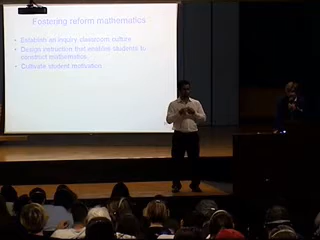 Fostering reform mathematics
• Establish an inquiry classroom culture
• Design instruction that enables students to
construct mathematics
• Cultivate student motivation